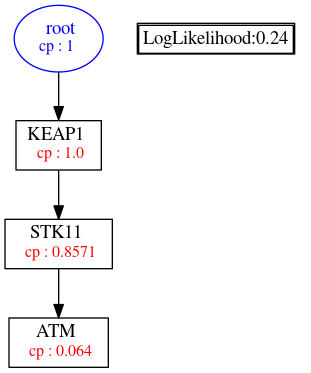 root
cp : 1
LogLikelihood:0.24
KEAP1
cp : 1.0
STK11
cp : 0.8571
ATM
cp : 0.064